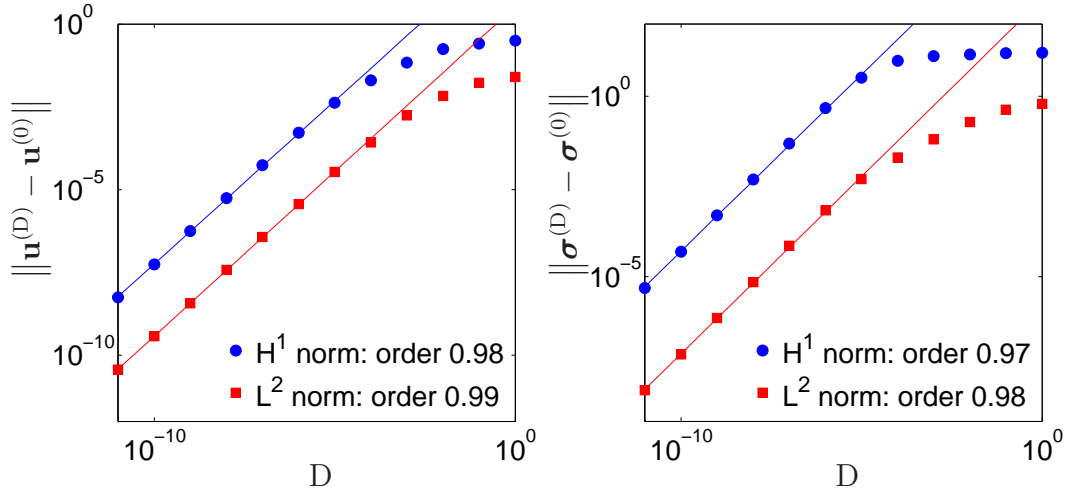 ‖u^(D) − u^(0)‖
10^0
10^−5
10^−10
H^1 norm: order 0.98
L^2 norm: order 0.99
10^−10
10^0
D
‖σ^(D) − σ^(0)‖
10^0
10^−5
H^1 norm: order 0.97
L^2 norm: order 0.98
10^−10
10^0
D